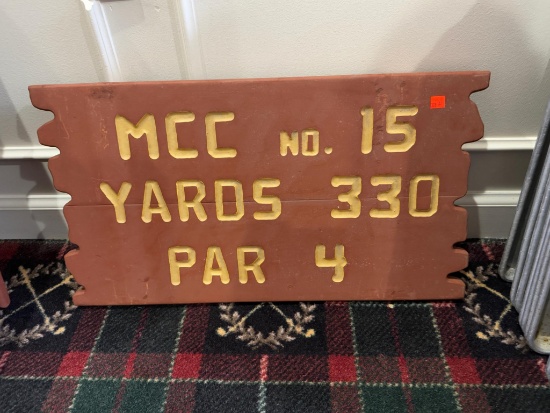 MCC NO. 15
YARDS 330
PAR 4